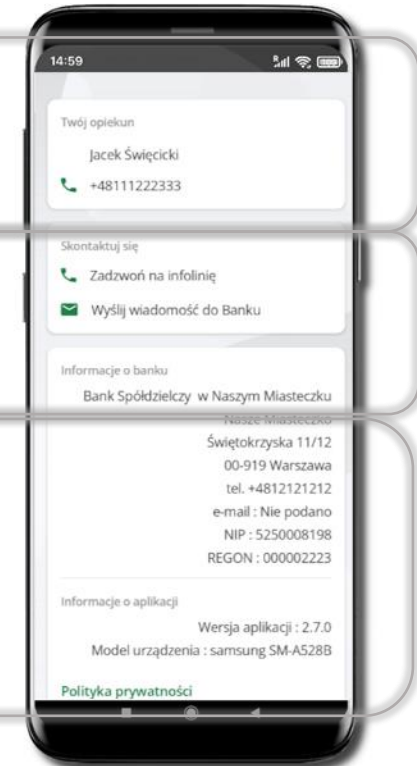 14:59
Twój opiekun
Jacek Święcicki
+48111222333
Skontaktuj się
Zadzwoń na infolinię
Wyślij wiadomość do Banku
Informacje o banku
Bank Spółdzielczy w Naszym Miasteczku
Nasze Miasteczko
Świętokrzyska 11/12
00-919 Warszawa
tel. +4812121212
e-mail : Nie podano
NIP : 5250008198
REGON : 000002223
Informacje o aplikacji
Wersja aplikacji : 2.7.0
Model urządzenia : samsung SM-A528B
Polityka prywatności